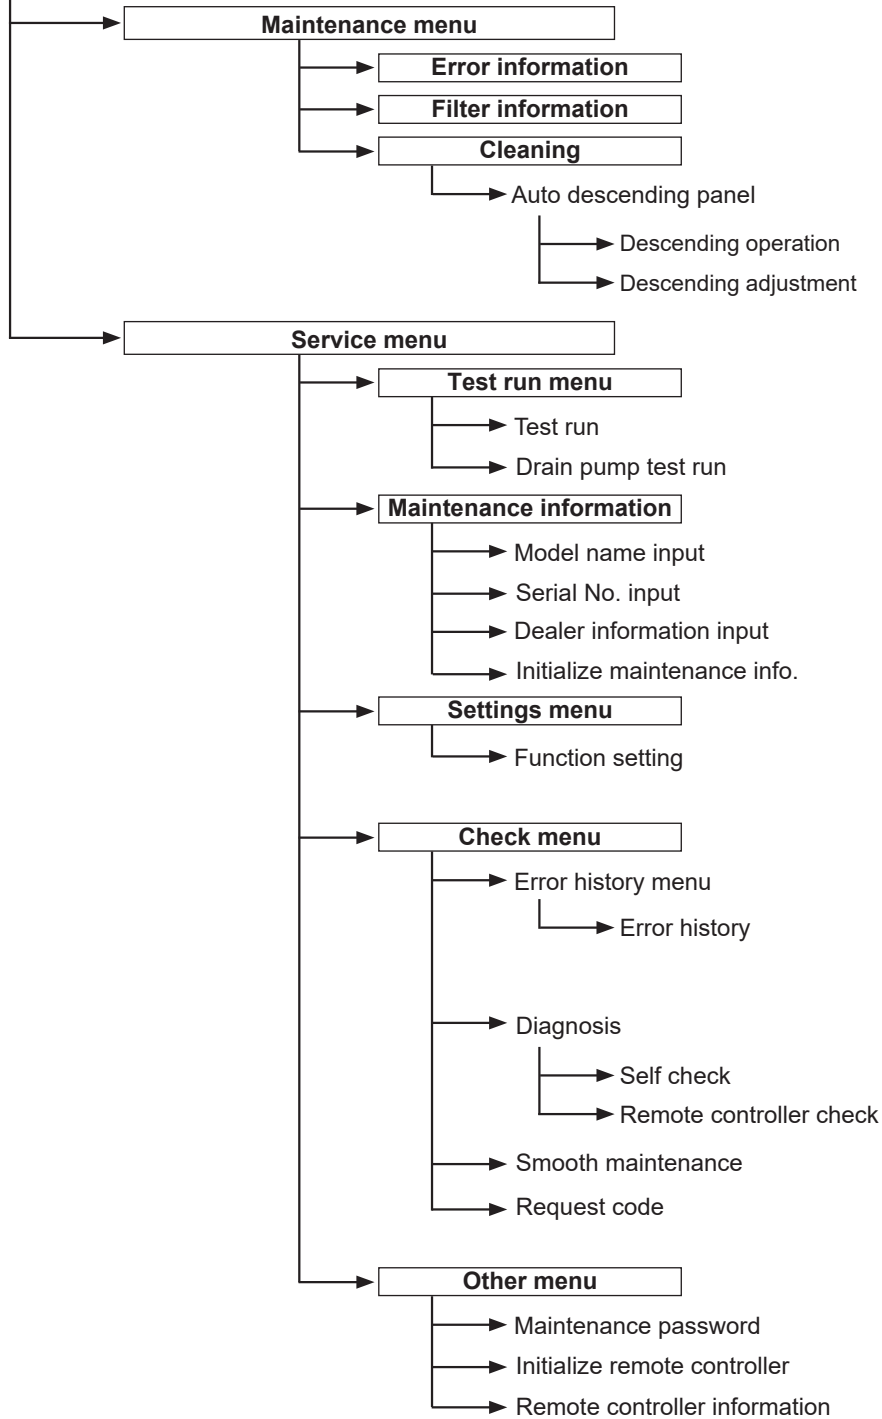 Maintenance menu
Error information
Filter information
Cleaning
Auto descending panel
Descending operation
Descending adjustment
Service menu
Test run menu
Test run
Drain pump test run
Maintenance information
Model name input
Serial No. input
Dealer information input
Initialize maintenance info.
Settings menu
Function setting
Check menu
Error history menu
Error history
Diagnosis
Self check
Remote controller check
Smooth maintenance
Request code
Other menu
Maintenance password
Initialize remote controller
Remote controller information